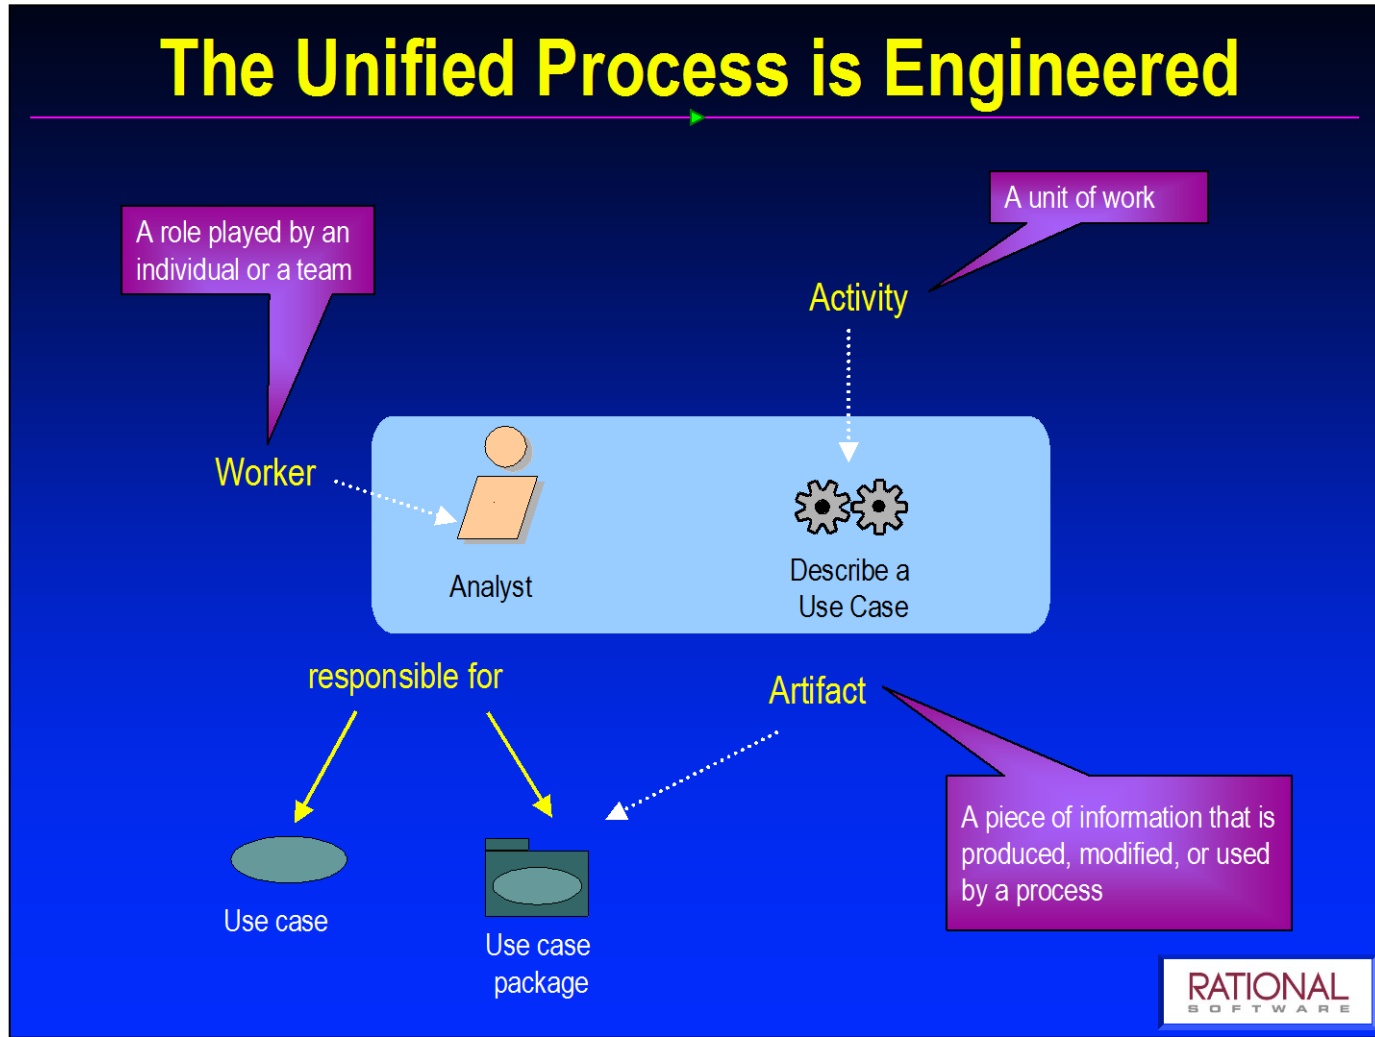 The Unified Process is Engineered
A unit of work
A role played by an
individual or a team
Activity
Worker
Analyst
Describe a
Use Case
responsible for
Artifact
A piece of information that is
produced, modified, or used
by a process
Use case
Use case
package
RATIONAL
SOFTWARE